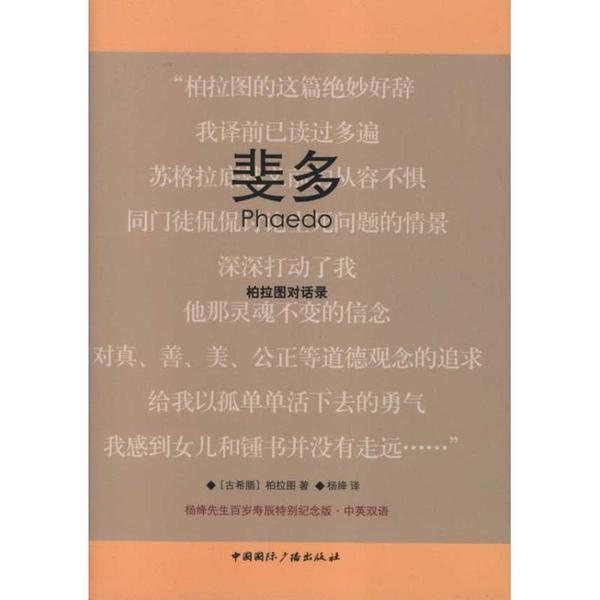 “柏拉图的这篇绝妙好辞
我译前已读过多遍
斐多
苏格拉底 从容不惧
Phaedo
同门徒侃侃讨论生死问题的情景
深深打动了我
柏拉图对话录
他那灵魂不变的信念
对真、善、美、公正等道德观念的追求
给我以孤单单活下去的勇气
我感到女儿和锺书并没有走远……”
◆［古希腊］柏拉图 著 ◆杨绛 译
杨绛先生百岁寿辰特别纪念版·中英双语
中国国际广播出版社